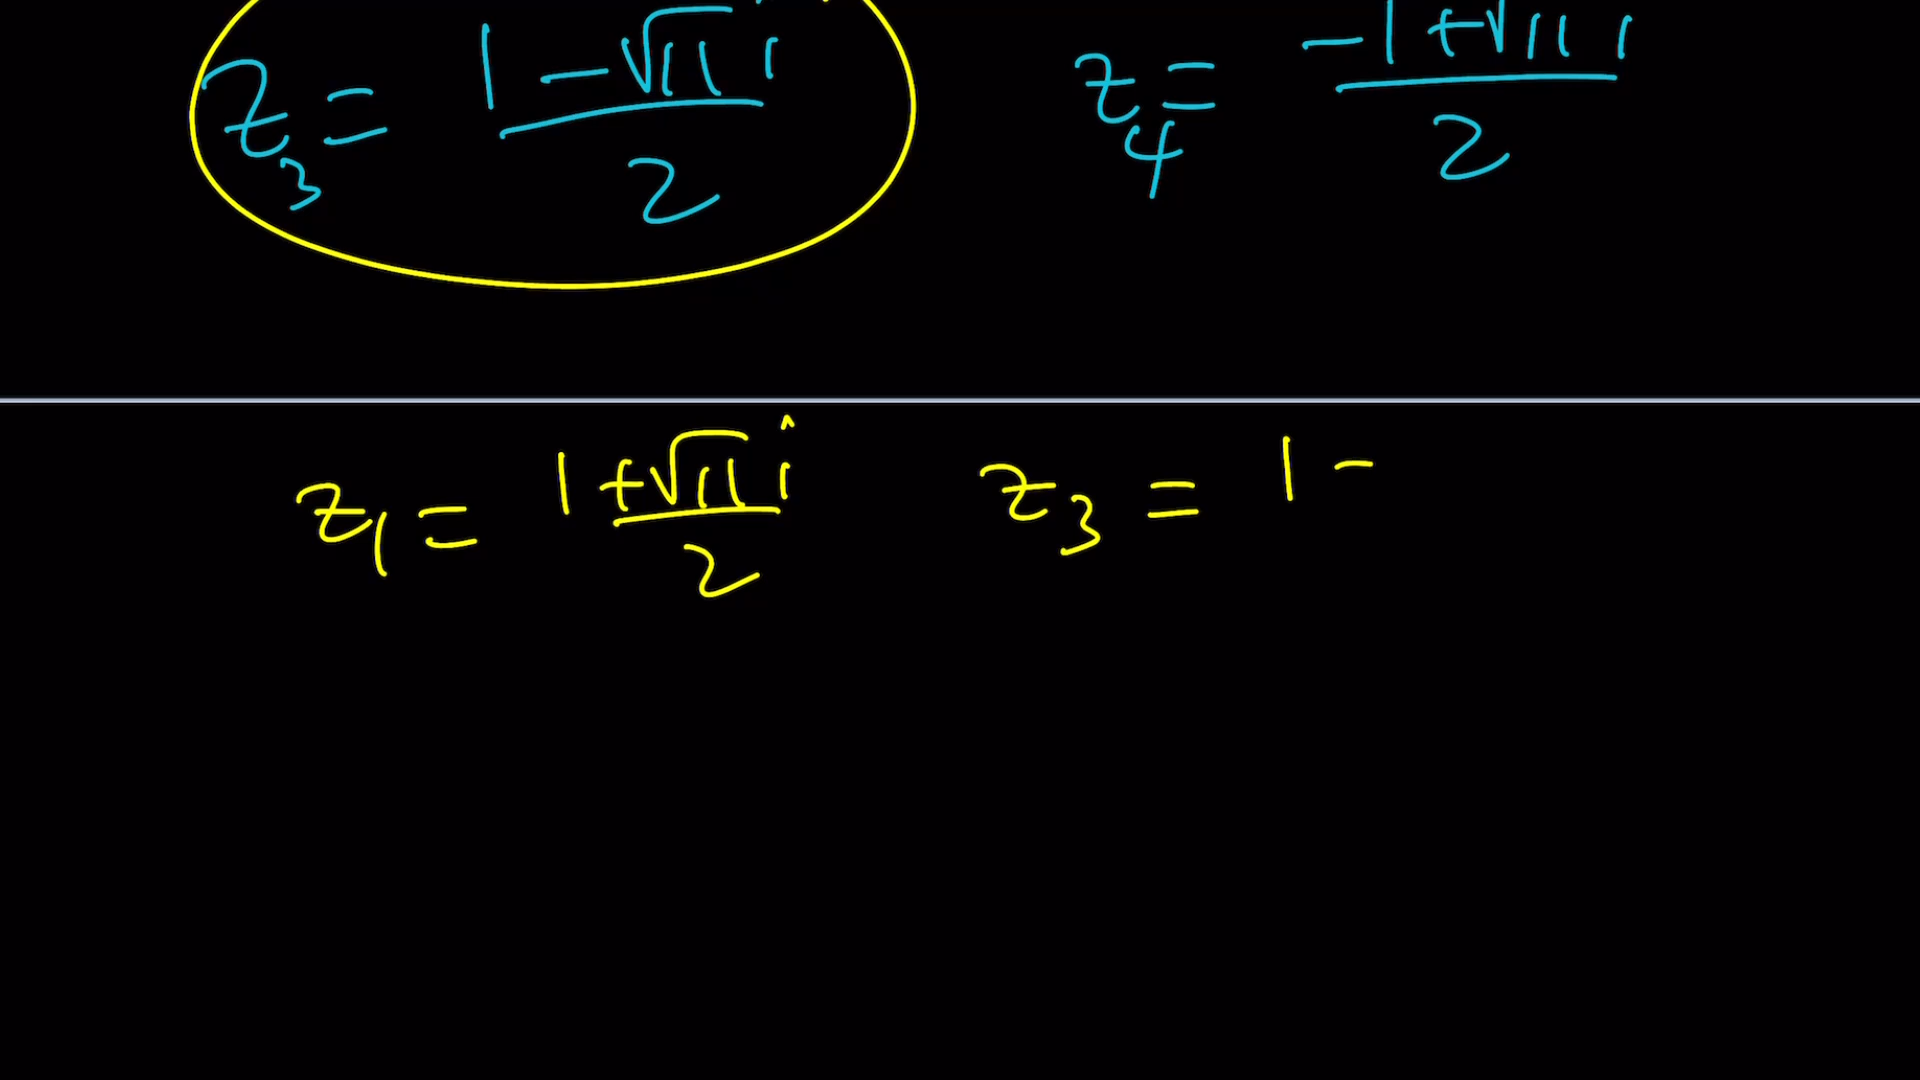 z₃ = (1 - √11 i)/2    z₄ = (-1 + √11 i)/2
z₁ = (1 + √11 i)/2    z₃ = 1 -